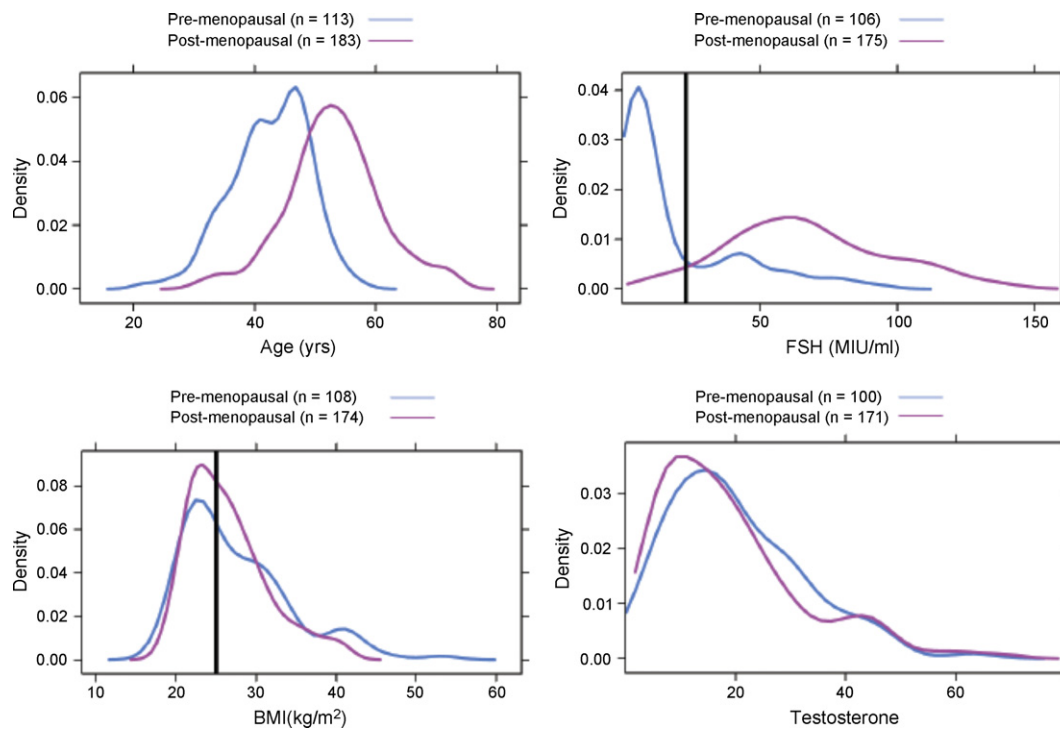 Pre-menopausal (n = 113)
Post-menopausal (n = 183)
Density
0.06
0.04
0.02
0.00
20
40
60
80
Age (yrs)
Pre-menopausal (n = 106)
Post-menopausal (n = 175)
Density
0.04
0.03
0.02
0.01
0.00
50
100
150
FSH (MIU/ml)
Pre-menopausal (n = 108)
Post-menopausal (n = 174)
Density
0.08
0.06
0.04
0.02
0.00
10
20
30
40
50
60
BMI(kg/m²)
Pre-menopausal (n = 100)
Post-menopausal (n = 171)
Density
0.03
0.02
0.01
0.00
20
40
60
Testosterone